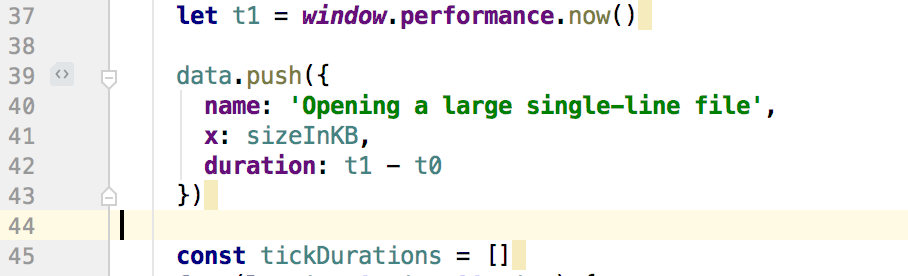 37 let t1 = window.performance.now()
38
39 <> data.push({
40 name: 'Opening a large single-line file',
41 x: sizeInKB,
42 duration: t1 - t0
43 })
44
45 const tickDurations = []